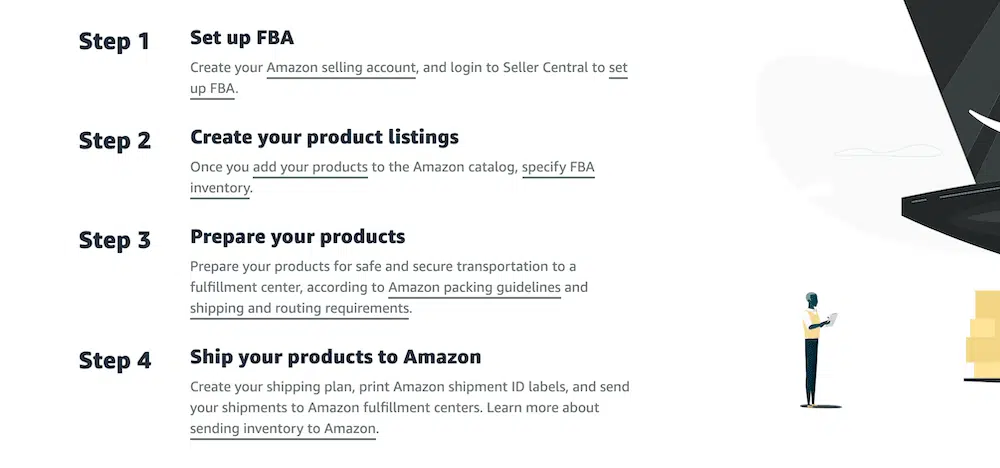 Step 1
Set up FBA
Create your Amazon selling account, and login to Seller Central to set
up FBA.
Step 2
Create your product listings
Once you add your products to the Amazon catalog, specify FBA
inventory.
Step 3
Prepare your products
Prepare your products for safe and secure transportation to a
fulfillment center, according to Amazon packing guidelines and
shipping and routing requirements.
Step 4
Ship your products to Amazon
Create your shipping plan, print Amazon shipment ID labels, and send
your shipments to Amazon fulfillment centers. Learn more about
sending inventory to Amazon.